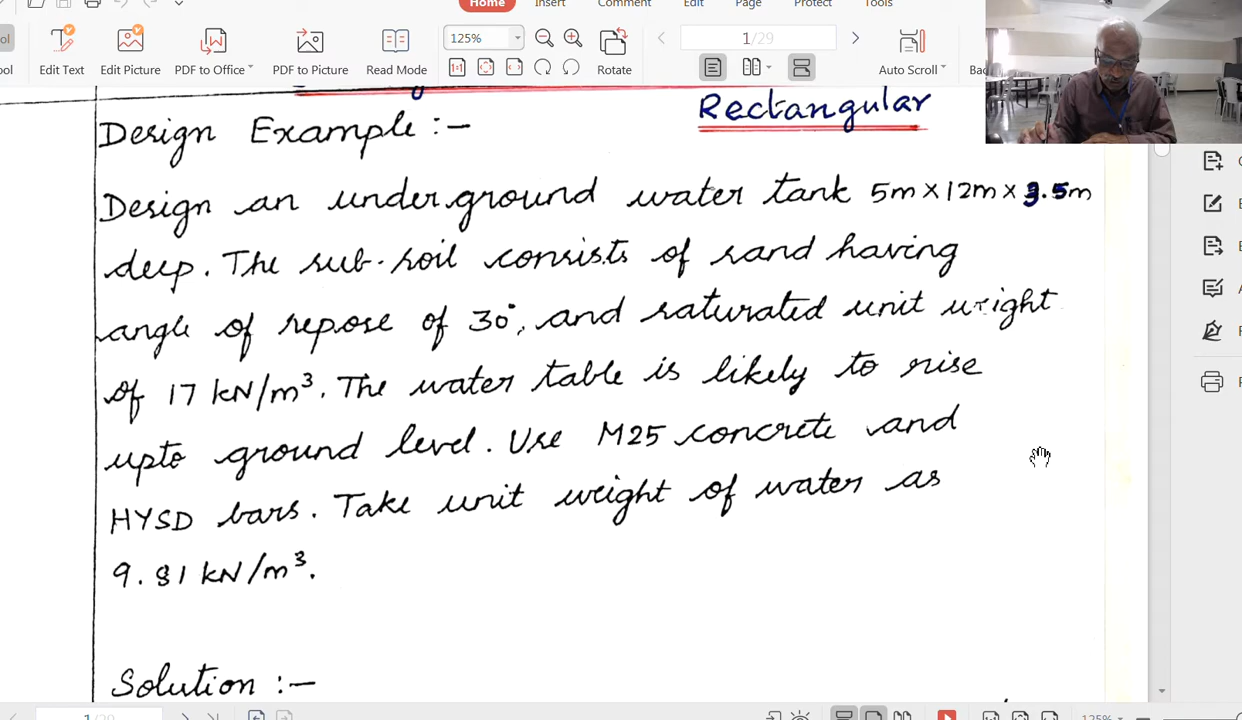 Home Insert Comment Edit Page Protect Tools
125% 1/29
Edit Text Edit Picture PDF to Office PDF to Picture Read Mode Rotate Auto Scroll
Rectangular
Design Example :-
Design an underground water tank 5m × 12m × 3.5m
deep. The sub-soil consists of sand having
angle of repose of 30°, and saturated unit weight
of 17 kN/m³. The water table is likely to rise
upto ground level. Use M25 concrete and
HYSD bars. Take unit weight of water as
9.81 kN/m³.
Solution :-
1/29 125%